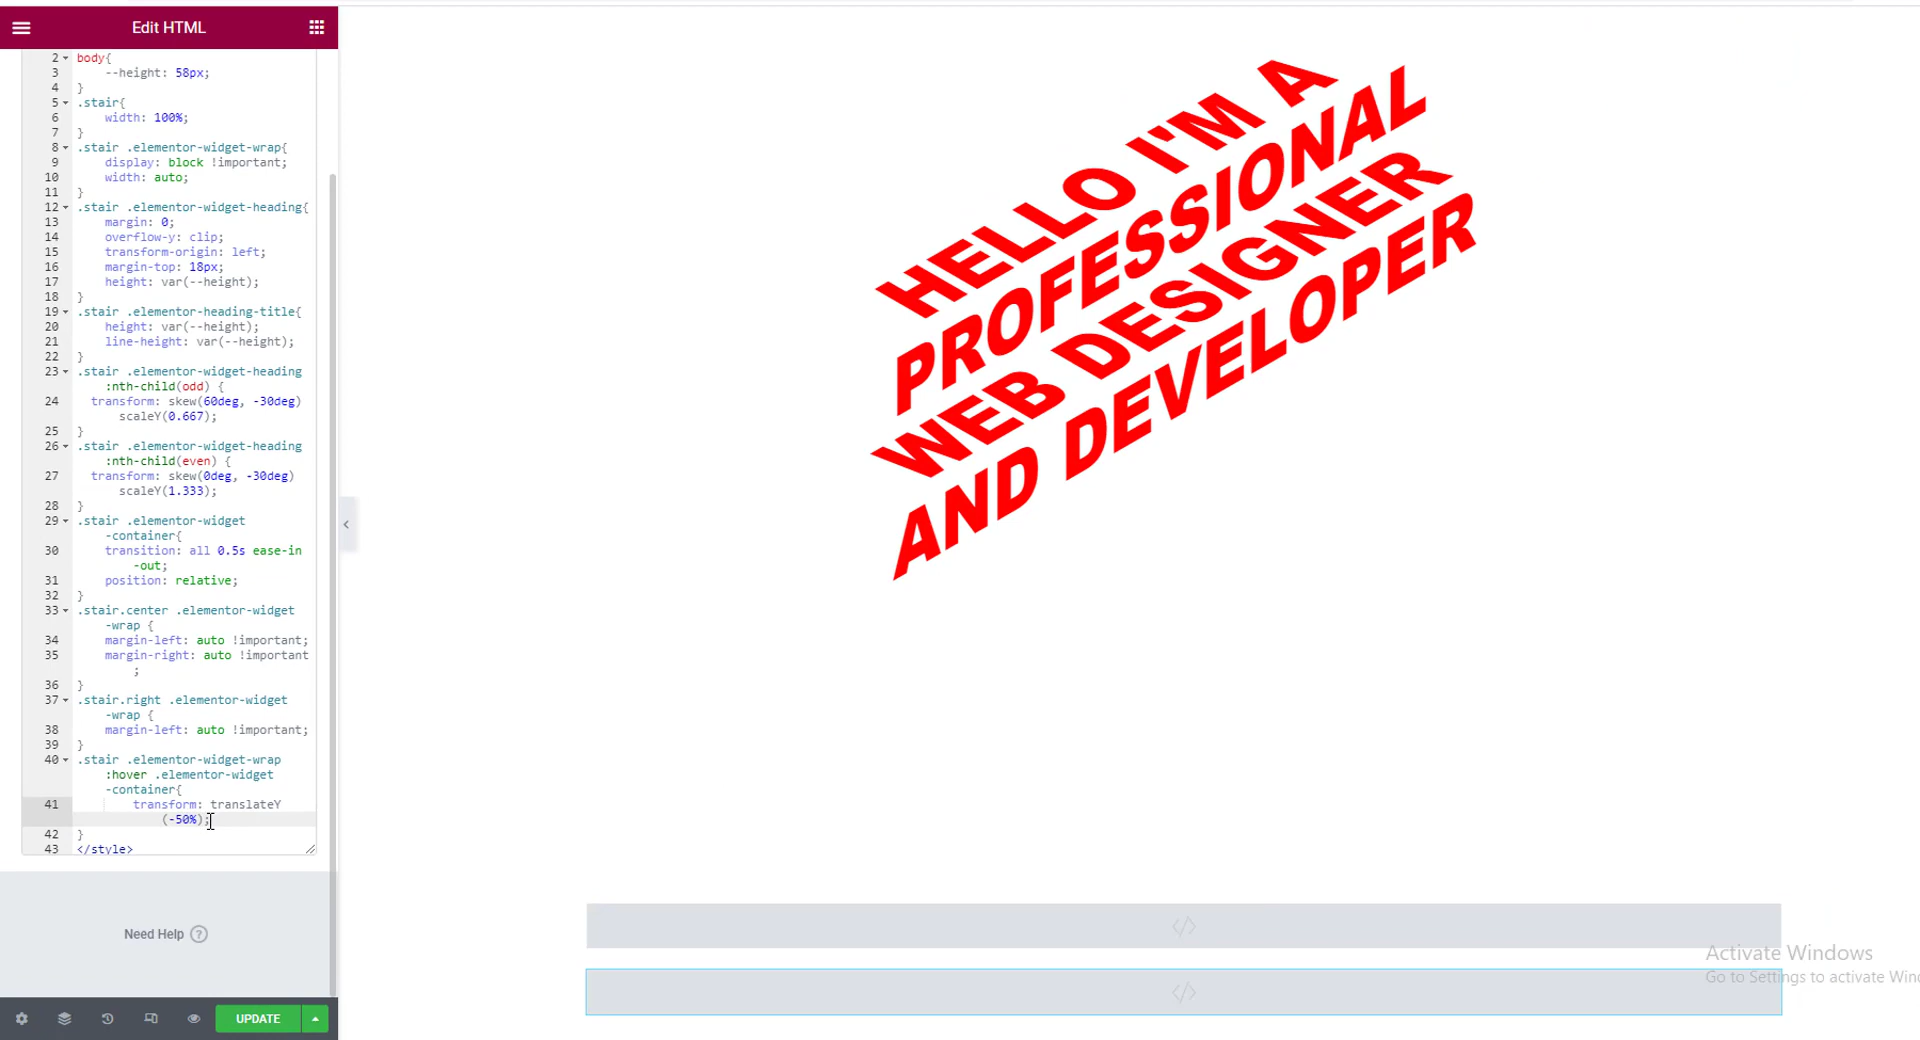 Edit HTML
2 body{
3 --height: 58px;
4 }
5 .stair{
6 width: 100%;
7 }
8 .stair .elementor-widget-wrap{
9 display: block !important;
10 width: auto;
11 }
12 .stair .elementor-widget-heading{
13 margin: 0;
14 overflow-y: clip;
15 transform-origin: left;
16 margin-top: 18px;
17 height: var(--height);
18 }
19 .stair .elementor-heading-title{
20 height: var(--height);
21 line-height: var(--height);
22 }
23 .stair .elementor-widget-heading
:nth-child(odd) {
24 transform: skew(60deg, -30deg)
scaleY(0.667);
25 }
26 .stair .elementor-widget-heading
:nth-child(even) {
27 transform: skew(0deg, -30deg)
scaleY(1.333);
28 }
29 .stair .elementor-widget
-container{
30 transition: all 0.5s ease-in
-out;
31 position: relative;
32 }
33 .stair.center .elementor-widget
-wrap {
34 margin-left: auto !important;
35 margin-right: auto !important
;
36 }
37 .stair.right .elementor-widget
-wrap {
38 margin-left: auto !important;
39 }
40 .stair .elementor-widget-wrap
:hover .elementor-widget
-container{
41 transform: translateY
(-50%);
42 }
43 </style>
Need Help ?
UPDATE
HELLO I'M A
PROFESSIONAL
WEB DESIGNER
AND DEVELOPER
</>
</>
Activate Windows
Go to Settings to activate Win